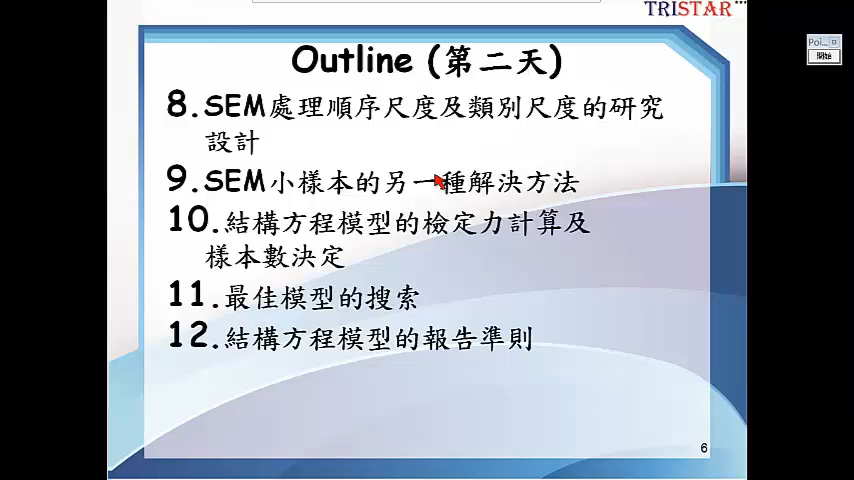 TRISTAR
Outline (第二天)
8.SEM處理順序尺度及類別尺度的研究
設計
9.SEM小樣本的另一種解決方法
10.結構方程模型的檢定力計算及
樣本數決定
11.最佳模型的搜索
12.結構方程模型的報告準則
6
Poi...
開始